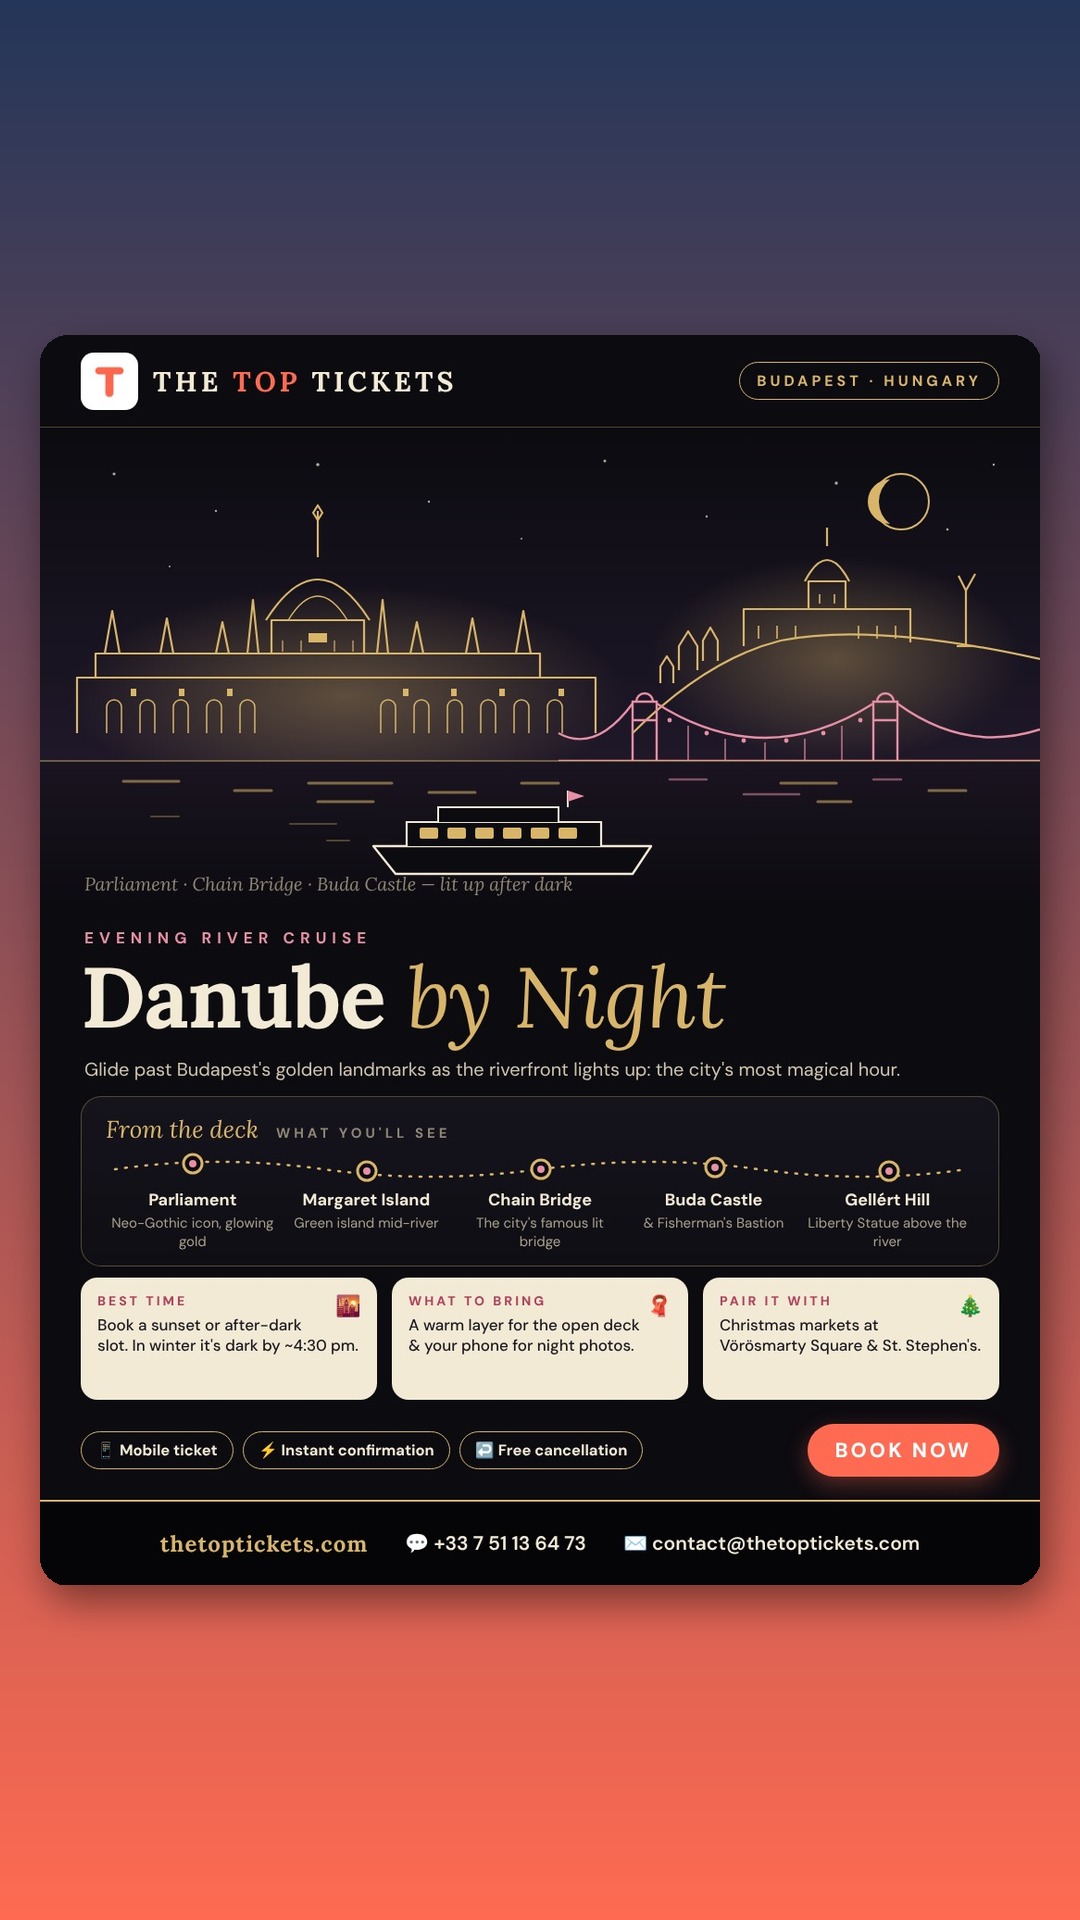 T THE TOP TICKETS
BUDAPEST · HUNGARY
Parliament · Chain Bridge · Buda Castle — lit up after dark
EVENING RIVER CRUISE
Danube by Night
Glide past Budapest's golden landmarks as the riverfront lights up: the city's most magical hour.
From the deck WHAT YOU'LL SEE
Parliament
Neo-Gothic icon, glowing
gold
Margaret Island
Green island mid-river
Chain Bridge
The city's famous lit
bridge
Buda Castle
& Fisherman's Bastion
Gellért Hill
Liberty Statue above the
river
BEST TIME
Book a sunset or after-dark
slot. In winter it's dark by ~4:30 pm.
WHAT TO BRING
A warm layer for the open deck
& your phone for night photos.
PAIR IT WITH
Christmas markets at
Vörösmarty Square & St. Stephen's.
Mobile ticket
Instant confirmation
Free cancellation
BOOK NOW
thetoptickets.com
+33 7 51 13 64 73
contact@thetoptickets.com